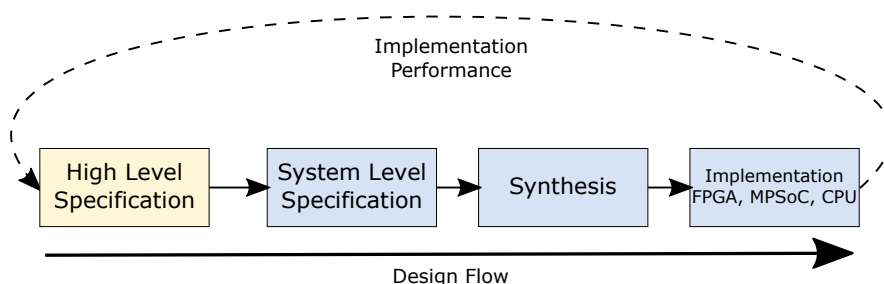 Implementation
Performance
High Level
Specification
System Level
Specification
Synthesis
Implementation
FPGA, MPSoC, CPU
Design Flow